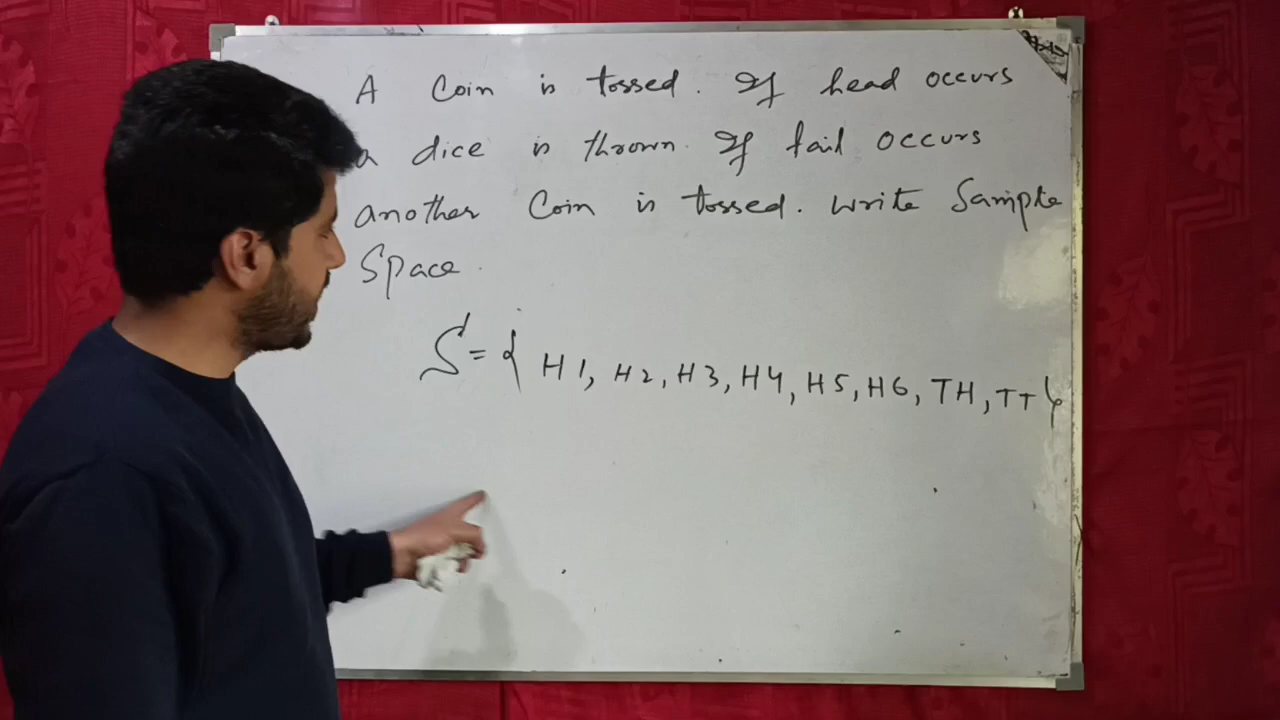 A Coin is tossed. If head occurs
a dice is thrown. If tail occurs
another Coin is tossed. Write Sample
Space.
S = { H1, H2, H3, H4, H5, H6, TH, TT}